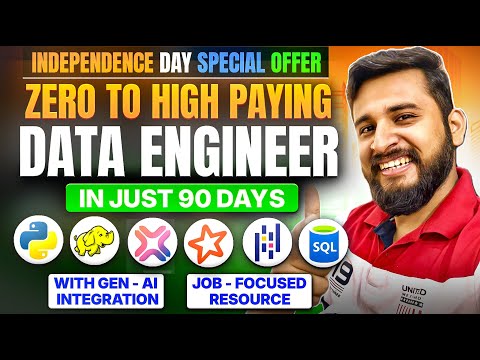 INDEPENDENCE DAY SPECIAL OFFER
ZERO TO HIGH PAYING
DATA ENGINEER
IN JUST 90 DAYS
SQL
WITH GEN - AI
INTEGRATION
JOB - FOCUSED
RESOURCE
UNITED